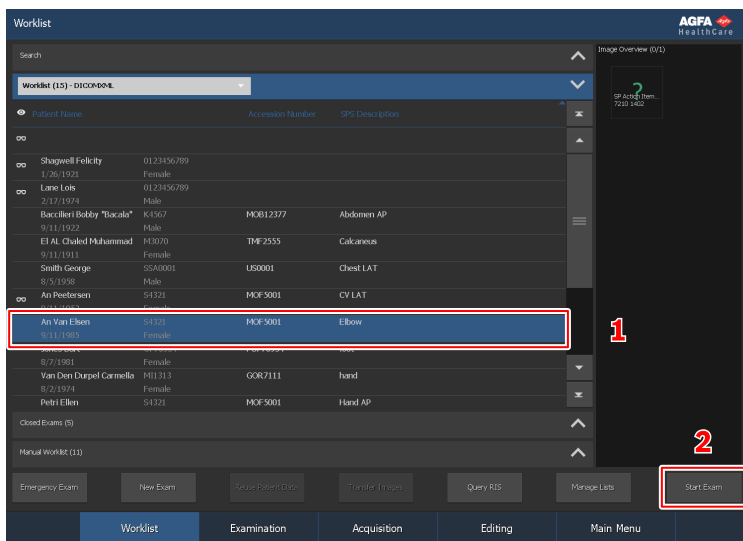 Worklist
AGFA
HealthCare
Search
Image Overview (0/1)
Worklist (15) - DICOMXML
?
SP Action Item...
7210 1402
Patient Name Accession Number SPS Description
Shagwell Felicity 0123456789
1/26/1921 Female
Lane Lois 0123456789
2/17/1974 Male
Baccilieri Bobby "Bacala" K4567 MOB12377 Abdomen AP
9/11/1922 Male
El AL Chaled Muhammad M3070 TMF2555 Calcaneus
9/11/1911 Female
Smith George SSA0001 US0001 Chest LAT
8/5/1958 Male
An Peetersen S4321 MOF5001 CV LAT
An Van Elsen S4321 MOF5001 Elbow
9/11/1985 Female
1
8/7/1981 Female
Van Den Durpel Carmella MI1313 GOR7111 hand
8/2/1974 Female
Petri Ellen S4321 MOF5001 Hand AP
Closed Exams (5)
Manual Worklist (11)
2
Emergency Exam New Exam Reuse Patient Data Transfer Images Query RIS Manage Lists Start Exam
Worklist Examination Acquisition Editing Main Menu